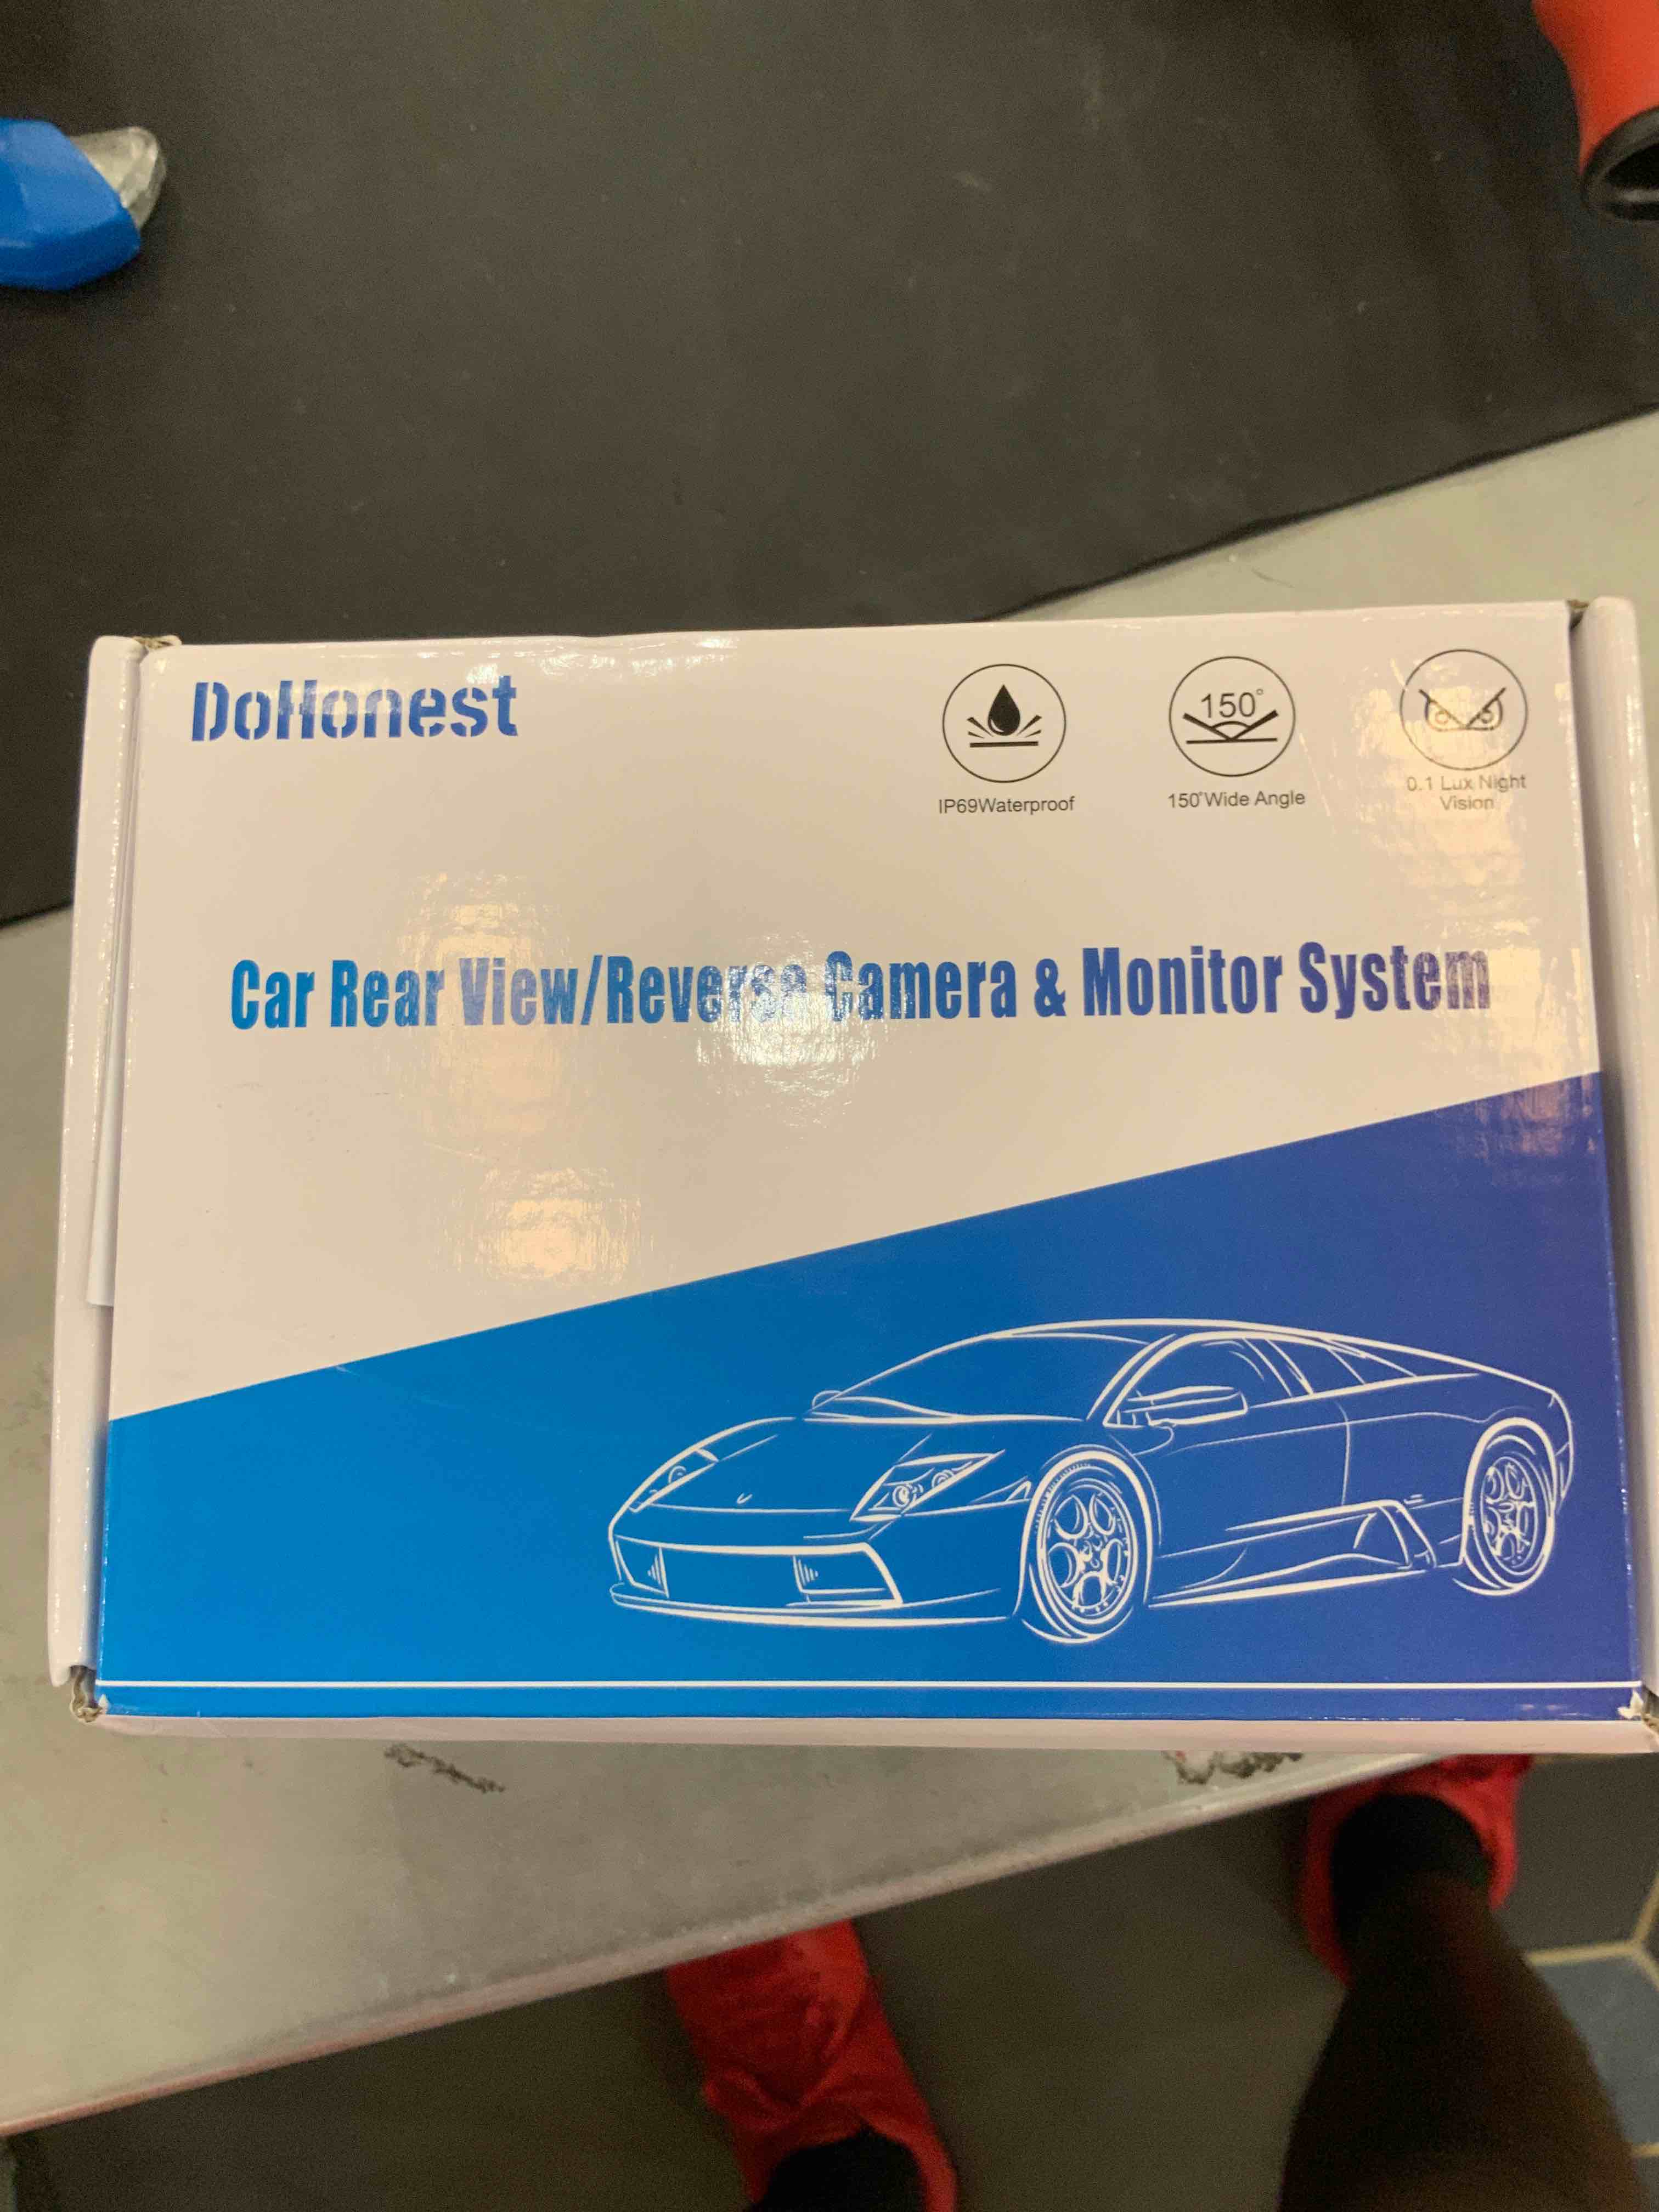 DoHonest
150°
IP69Waterproof
150°Wide Angle
0.1 Lux Night
Vision
Car Rear View/Reverse Camera & Monitor System